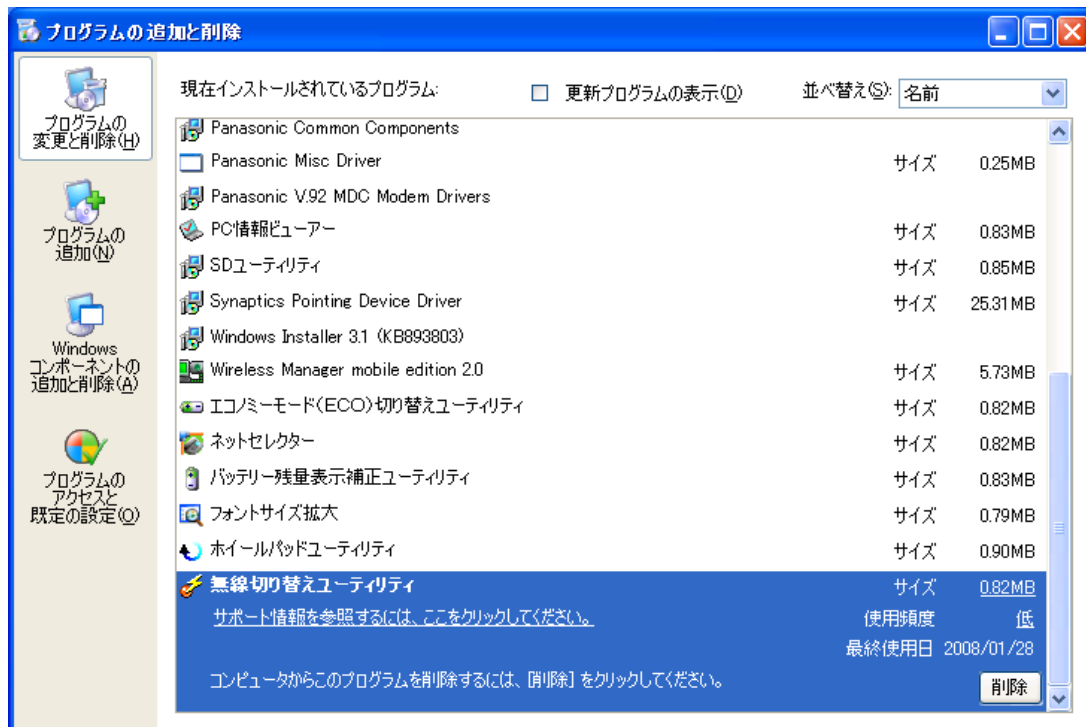 プログラムの追加と削除
プログラムの
変更と削除(H)
プログラムの
追加(N)
Windows
コンポーネントの
追加と削除(A)
プログラムの
アクセスと
既定の設定(O)
現在インストールされているプログラム:
更新プログラムの表示(D)
並べ替え(S): 名前
Panasonic Common Components
Panasonic Misc Driver サイズ 0.25MB
Panasonic V.92 MDC Modem Drivers
PC情報ビューアー サイズ 0.83MB
SDユーティリティ サイズ 0.85MB
Synaptics Pointing Device Driver サイズ 25.31MB
Windows Installer 3.1 (KB893803)
Wireless Manager mobile edition 2.0 サイズ 5.73MB
エコノミーモード(ECO)切り替えユーティリティ サイズ 0.82MB
ネットセレクター サイズ 0.82MB
バッテリー残量表示補正ユーティリティ サイズ 0.83MB
フォントサイズ拡大 サイズ 0.79MB
ホイールパッドユーティリティ サイズ 0.90MB
無線切り替えユーティリティ サイズ 0.82MB
サポート情報を参照するには、ここをクリックしてください。 使用頻度 低
最終使用日 2008/01/28
コンピュータからこのプログラムを削除するには、[削除] をクリックしてください。 削除